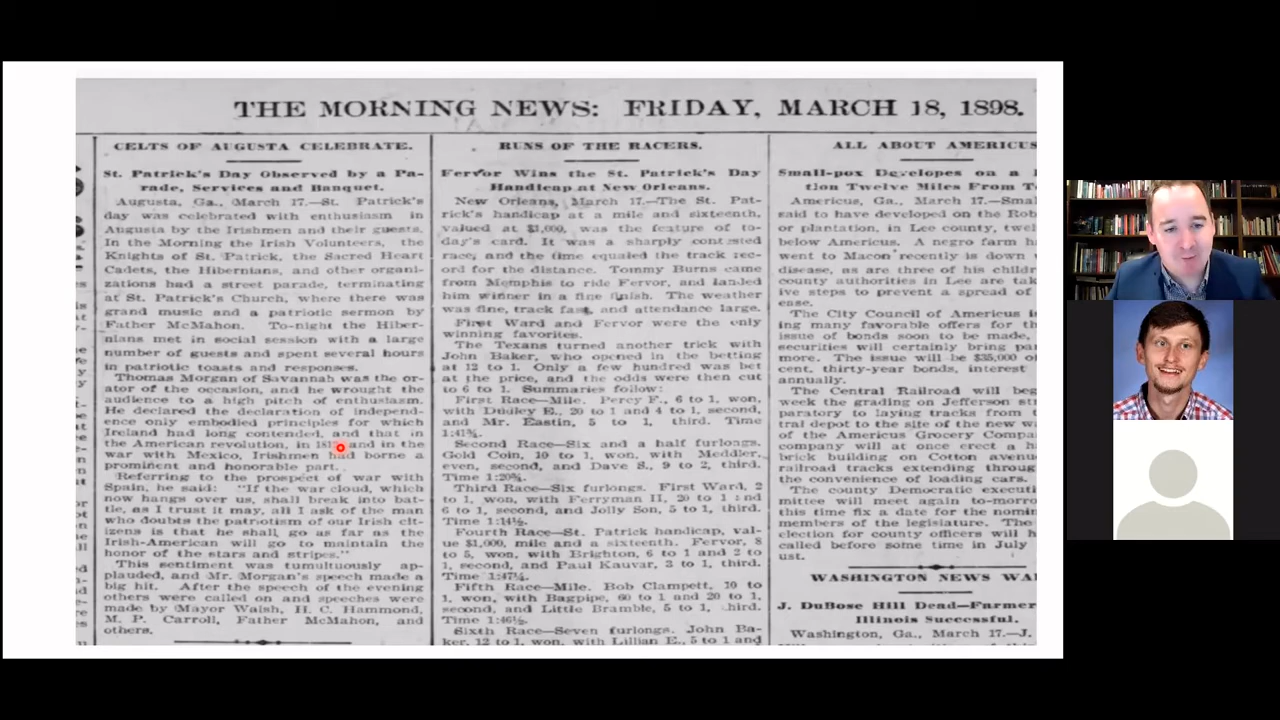 THE MORNING NEWS: FRIDAY, MARCH 18, 1898.
CELTS OF AUGUSTA CELEBRATE.
St. Patrick's Day Observed by a Pa-
rade, Services and Banquet.
Augusta, Ga., March 17.—St. Patrick's
day was celebrated with enthusiasm in
Augusta by the Irishmen and their guests.
In the Morning the Irish Volunteers, the
Knights of St. Patrick, the Sacred Heart
Cadets, the Hibernians, and other organi-
zations had a street parade, terminating
at St. Patrick's Church, where there was
grand music and a patriotic sermon by
Father McMahon. To-night the Hiber-
nians met in social session with a large
number of guests and spent several hours
in patriotic toasts and responses.
Thomas Morgan of Savannah was the or-
ator of the occasion, and he wrought the
audience to a high pitch of enthusiasm.
He declared the declaration of independ-
ence only embodied principles for which
Ireland had long contended, and that in
the American revolution, in and in the
war with Mexico, Irishmen had borne a
prominent and honorable part.
Referring to the prospect of war with
Spain, he said: "If the war cloud, which
now hangs over us, shall break into bat-
tle, as I trust it may, all I ask of the man
who doubts the patriotism of our Irish cit-
izens is that he shall go as far as the
Irish-American will go to maintain the
honor of the stars and stripes."
This sentiment was tumultuously ap-
plauded, and Mr. Morgan's speech made a
big hit. After the speech of the evening
others were called on and speeches were
made by Mayor Walsh, H. C. Hammond,
M. P. Carroll, Father McMahon, and
others.
RUNS OF THE RACERS.
Fervor Wins the St. Patrick's Day
Handicap at New Orleans.
New Orleans, March 17.—The St. Pat-
rick's handicap at a mile and sixteenth,
valued at $1,000, was the feature of to-
day's card. It was a sharply contested
race, and the time equaled the track rec-
ord for the distance. Tommy Burns came
from Memphis to ride Fervor, and landed
him winner in a fine finish. The weather
was fine, track fast, and attendance large.
First Ward and Fervor were the only
winning favorites.
The Texans turned another trick with
John Baker, who opened in the betting
at 12 to 1. Only a few hundred was bet
at the price, and the odds were then cut
to 6 to 1. Summaries follow:
First Race—Mile. Percy F., 6 to 1, won,
with Dudley E., 20 to 1 and 4 to 1, second,
and Mr. Eastin, 5 to 1, third. Time
1:41¾.
Second Race—Six and a half furlongs.
Gold Coin, 10 to 1, won, with Meddler,
even, second, and Dave S., 9 to 2, third.
Time
Third Race—Six furlongs. First Ward, 2
to 1, won, with Ferryman II, 20 to 1 and
6 to 1, second, and Jolly Son, 5 to 1, third.
Time
Fourth Race—St. Patrick handicap, val-
ue $1,000, mile and a sixteenth. Fervor, 8
to 5, won, with Brighton, 6 to 1 and 2 to
1, second, and Paul Kauvar, 3 to 1, third.
Time
Fifth Race—Mile. Bob Clampett, 10 to
1, won, with Bagpipe, 60 to 1 and 20 to 1,
second, and Little Bramble, 5 to 1, third.
Time
Sixth Race—Seven furlongs. John Ba-
ker, 12 to 1, won, with Lillian E., 5 to 1 and
ALL ABOUT AMERICUS
Small-pox Develops on a
tion Twelve Miles From T
Americus, Ga., March 17.—Smal
said to have developed on the Rob
or plantation, in Lee county, twel
below Americus. A negro farm h
went to Macon recently is down
disease, as are three of his child
county authorities in Lee are tak
ive steps to prevent a spread of
ease.
The City Council of Americus i
ing many favorable offers for th
issue of bonds soon to be made,
securities will certainly bring pa
more. The issue will be $35,000 o
cent, thirty-year bonds, interest
annually.
The Central Railroad will beg
week the grading on Jefferson st
paratory to laying tracks from
tral depot to the site of the new w
of the Americus Grocery Compa
company will at once erect a
brick building on Cotton avenu
railroad tracks extending throug
the convenience of loading cars.
The county Democratic executi
mittee will meet again to-morro
this time fix a date for the nomin
members of the legislature. The
election for county officers will h
called before some time in July
ust.
WASHINGTON NEWS WA
J. DuBose Hill Dead—Farmer
Illinois Successful.
Washington, Ga., March 17.—J.